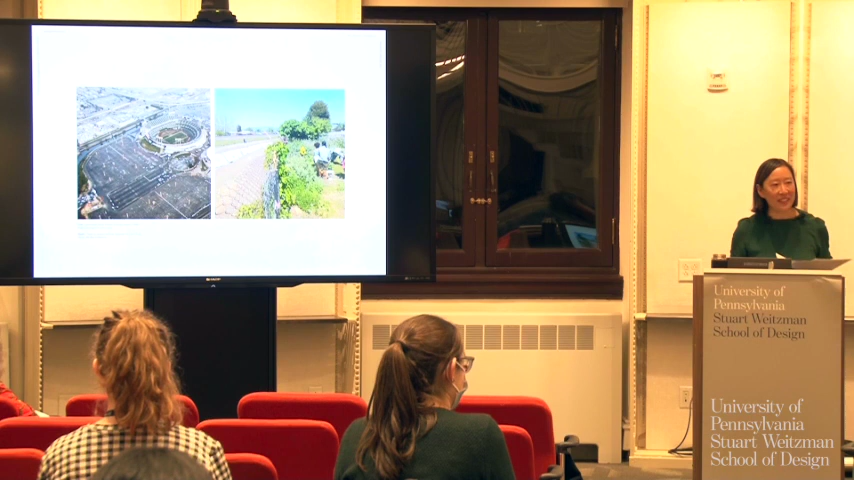 University of
Pennsylvania
Stuart Weitzman
School of Design
University of
Pennsylvania
Stuart Weitzman
School of Design